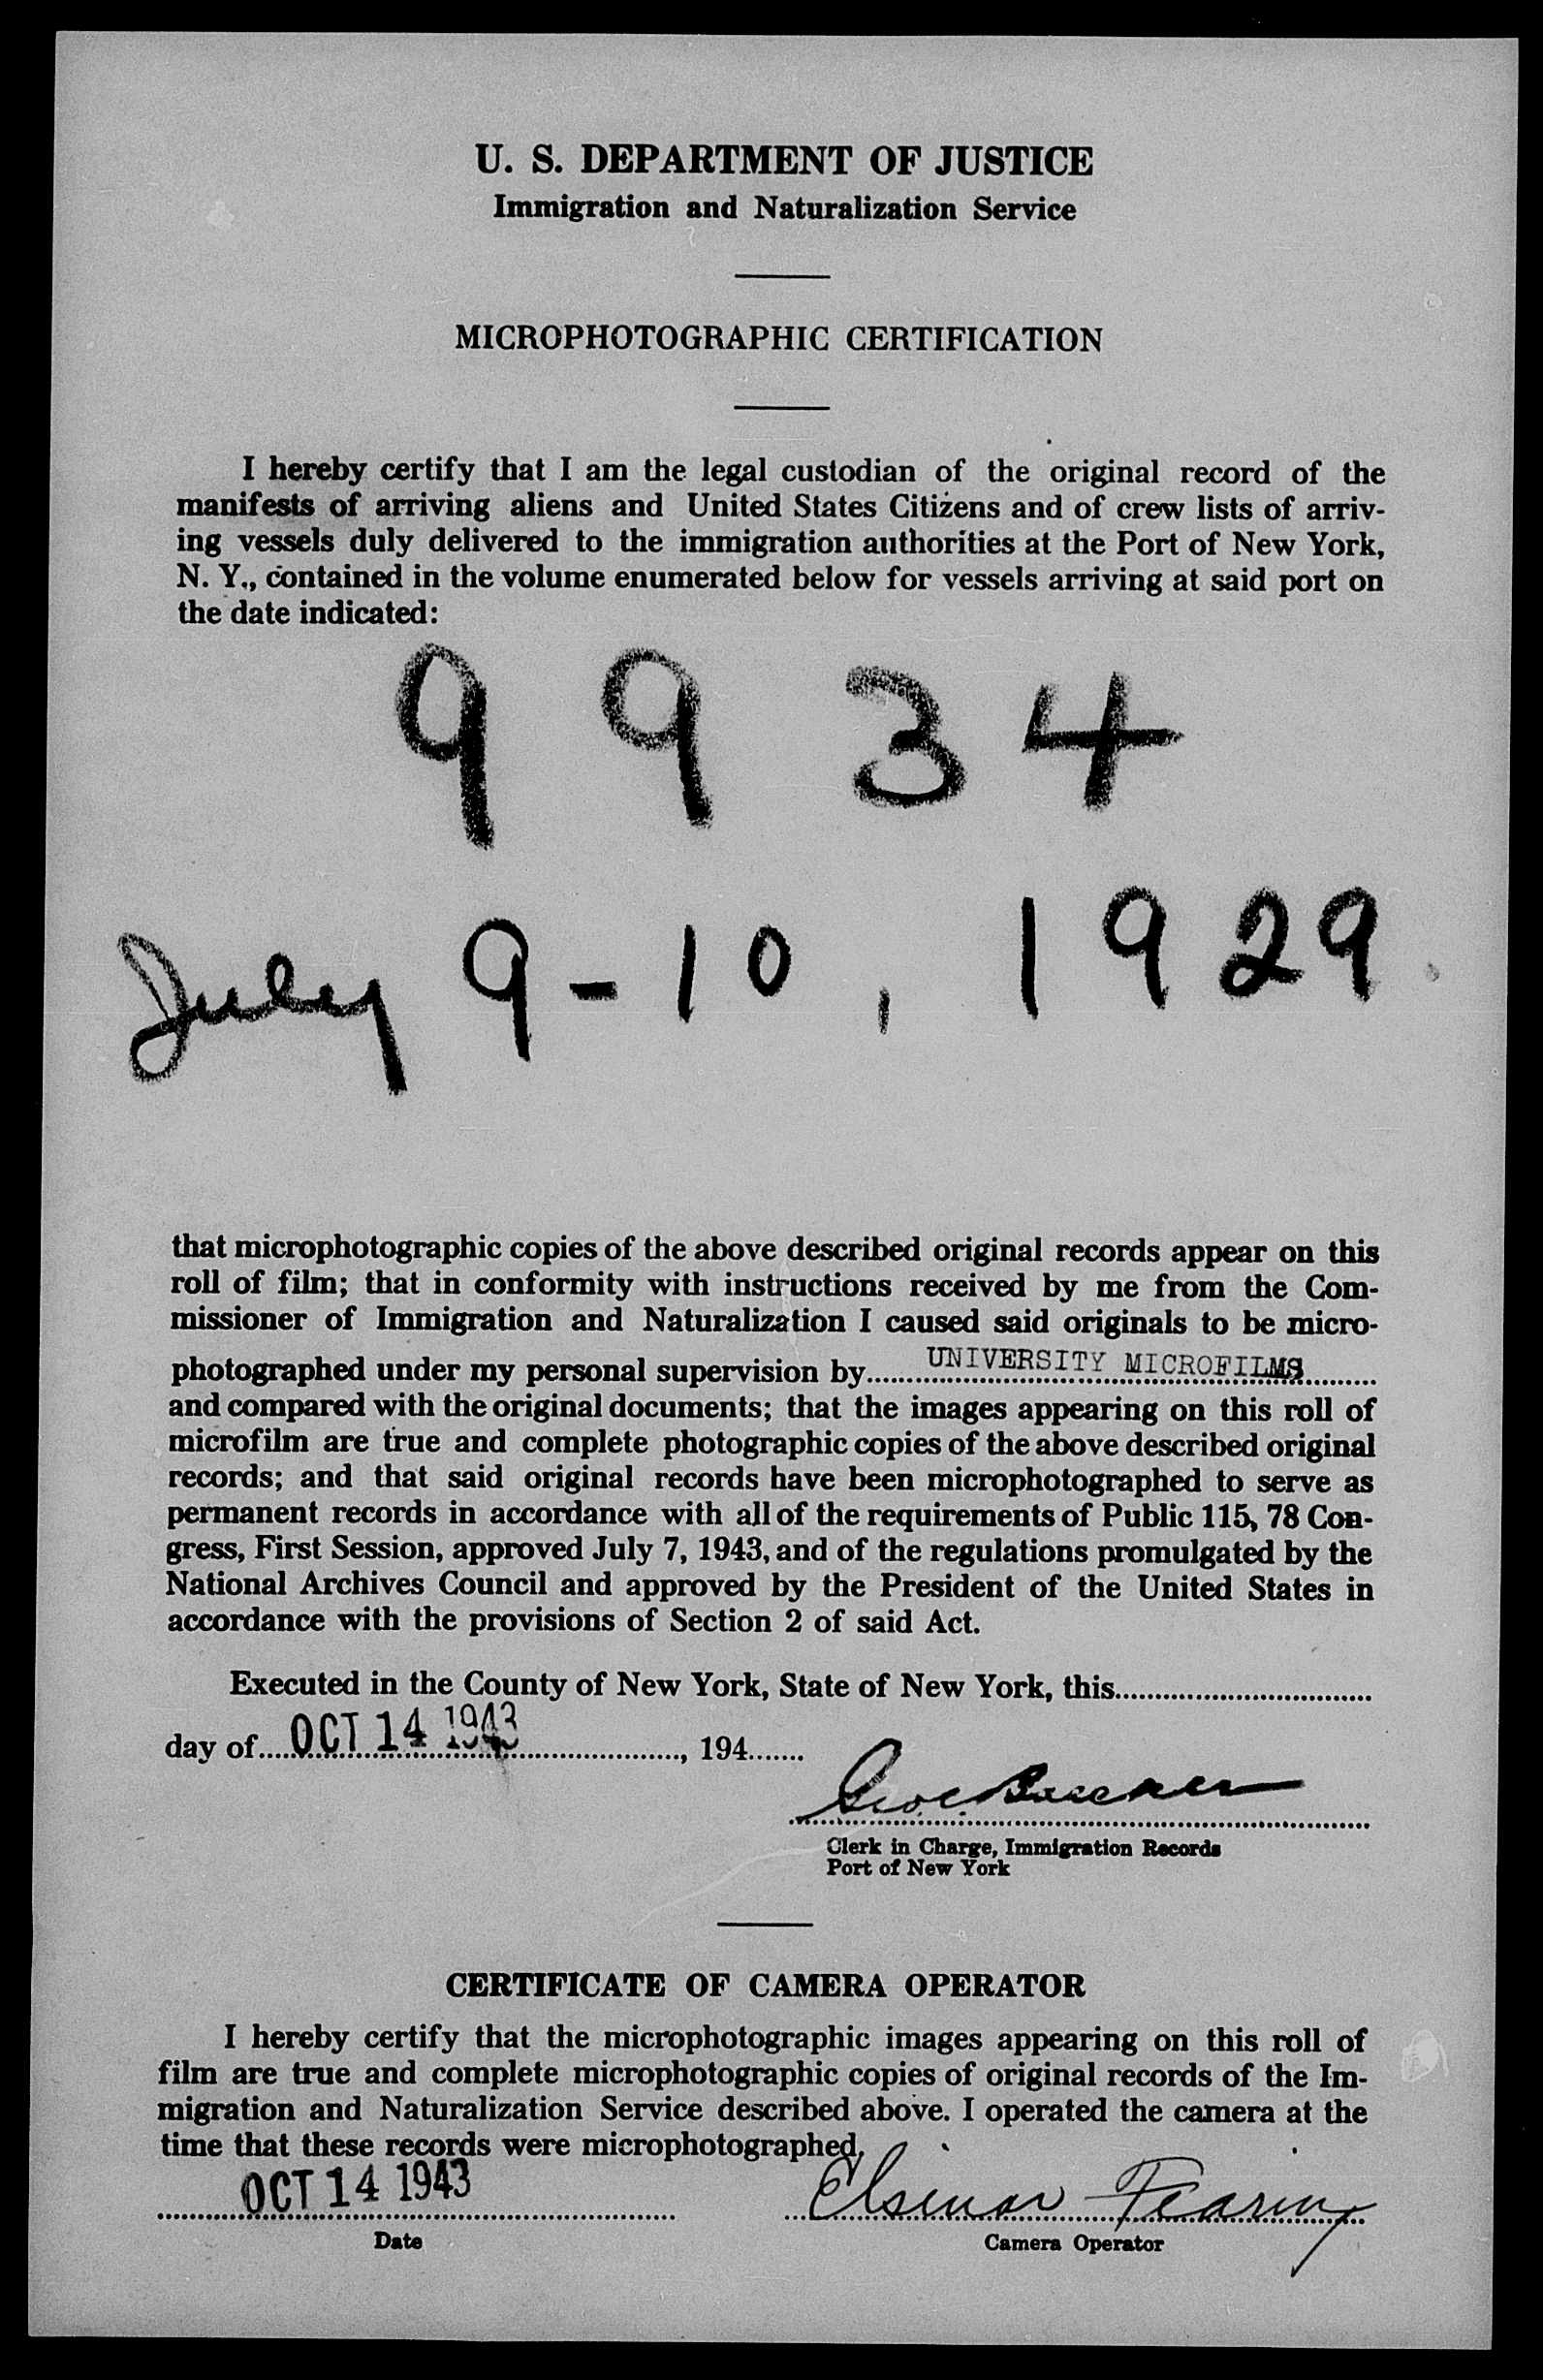 U. S. DEPARTMENT OF JUSTICE
Immigration and Naturalization Service
MICROPHOTOGRAPHIC CERTIFICATION
I hereby certify that I am the legal custodian of the original record of the
manifests of arriving aliens and United States Citizens and of crew lists of arriv-
ing vessels duly delivered to the immigration authorities at the Port of New York,
N. Y., contained in the volume enumerated below for vessels arriving at said port on
the date indicated:
9934
July 9-10, 1929
that microphotographic copies of the above described original records appear on this
roll of film; that in conformity with instructions received by me from the Com-
missioner of Immigration and Naturalization I caused said originals to be micro-
photographed under my personal supervision by UNIVERSITY MICROFILMS
and compared with the original documents; that the images appearing on this roll of
microfilm are true and complete photographic copies of the above described original
records; and that said original records have been microphotographed to serve as
permanent records in accordance with all of the requirements of Public 115, 78 Con-
gress, First Session, approved July 7, 1943, and of the regulations promulgated by the
National Archives Council and approved by the President of the United States in
accordance with the provisions of Section 2 of said Act.
Executed in the County of New York, State of New York, this
day of OCT 14 1943, 194
Clerk in Charge, Immigration Records
Port of New York
CERTIFICATE OF CAMERA OPERATOR
I hereby certify that the microphotographic images appearing on this roll of
film are true and complete microphotographic copies of original records of the Im-
migration and Naturalization Service described above. I operated the camera at the
time that these records were microphotographed.
OCT 14 1943 Fearing
Date Camera Operator